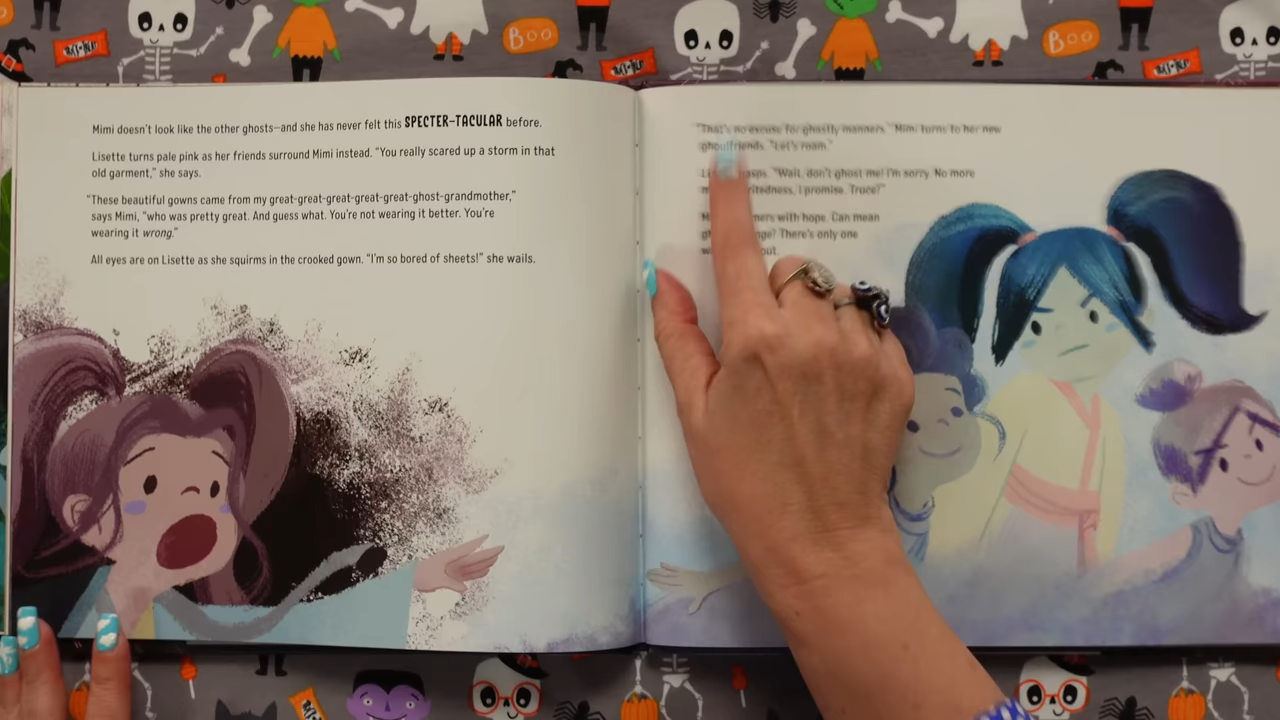 BOO
BOO
Mimi doesn't look like the other ghosts—and she has never felt this SPECTER-TACULAR before.
Lisette turns pale pink as her friends surround Mimi instead. "You really scared up a storm in that
old garment," she says.
"These beautiful gowns came from my great-great-great-great-great-ghost-grandmother,"
says Mimi, "who was pretty great. And guess what. You're not wearing it better. You're
wearing it wrong."
All eyes are on Lisette as she squirms in the crooked gown. "I'm so bored of sheets!" she wails.
"That's no excuse for ghastly manners." Mimi turns to her new
ghoulfriends. "Let's roam."
"Wait, don't ghost me! I'm sorry. No more
I promise. Truce?"
with hope. Can mean
There's only one